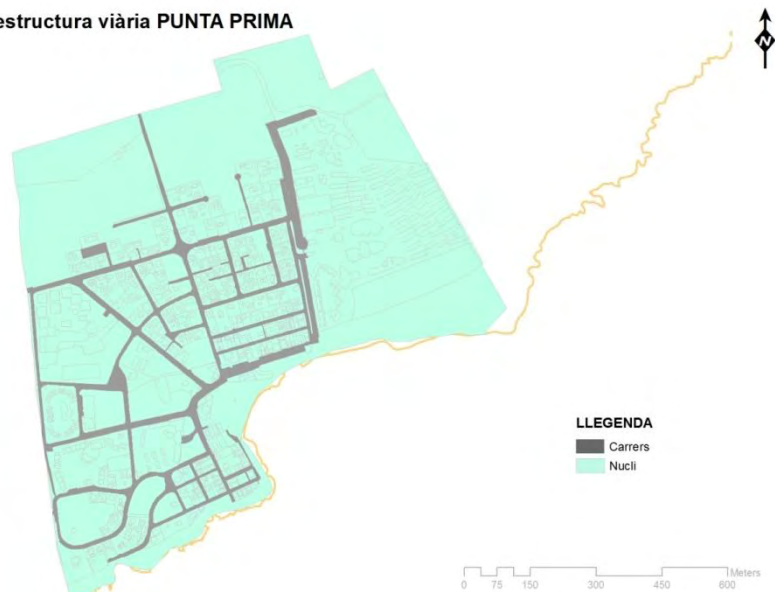 estructura viària PUNTA PRIMA
N
LLEGENDA
Carrers
Nucli
Meters
0 75 150 300 450 600